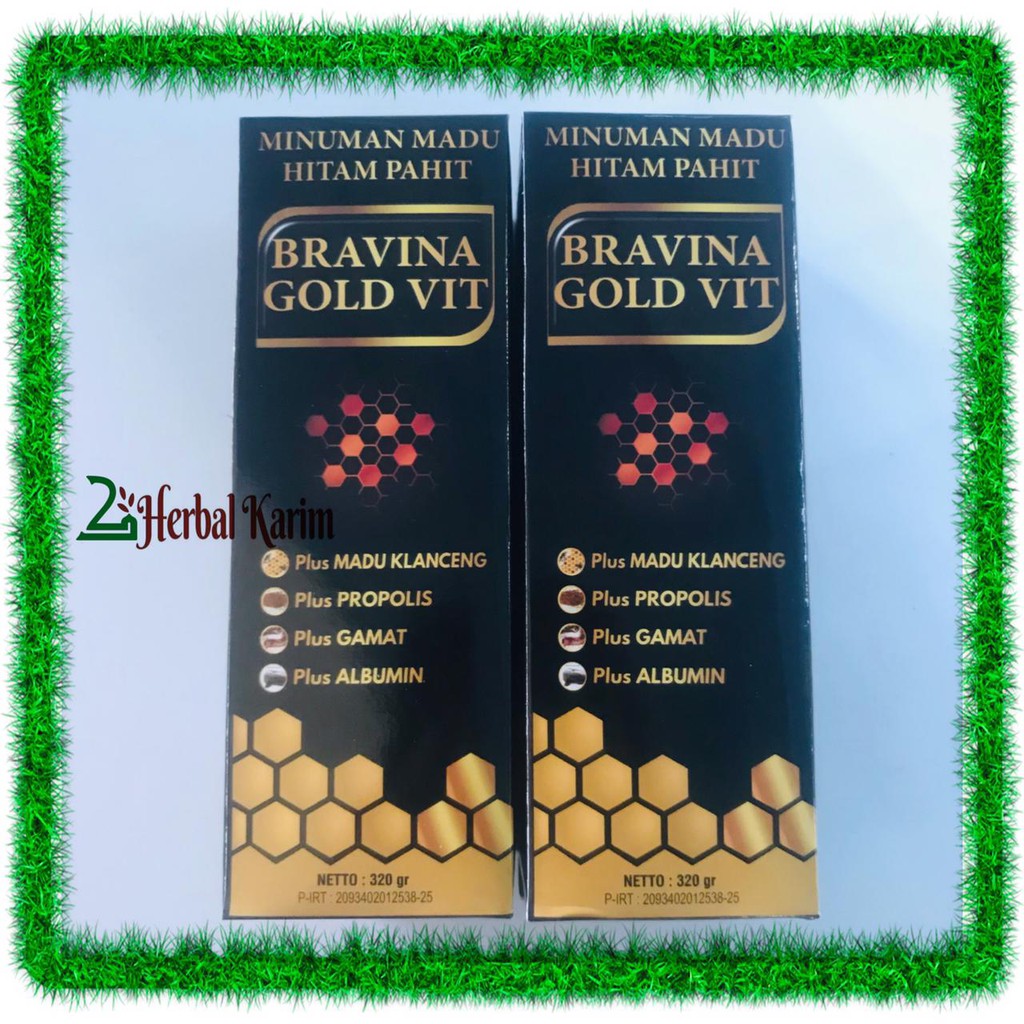 MINUMAN MADU
HITAM PAHIT
BRAVINA
GOLD VIT
Plus MADU KLANCENG
Plus PROPOLIS
Plus GAMAT
Plus ALBUMIN
NETTO : 320 gr
P-IRT : 2093402012538-25
MINUMAN MADU
HITAM PAHIT
BRAVINA
GOLD VIT
Plus MADU KLANCENG
Plus PROPOLIS
Plus GAMAT
Plus ALBUMIN
NETTO : 320 gr
P-IRT : 2093402012538-25
Herbal Karim